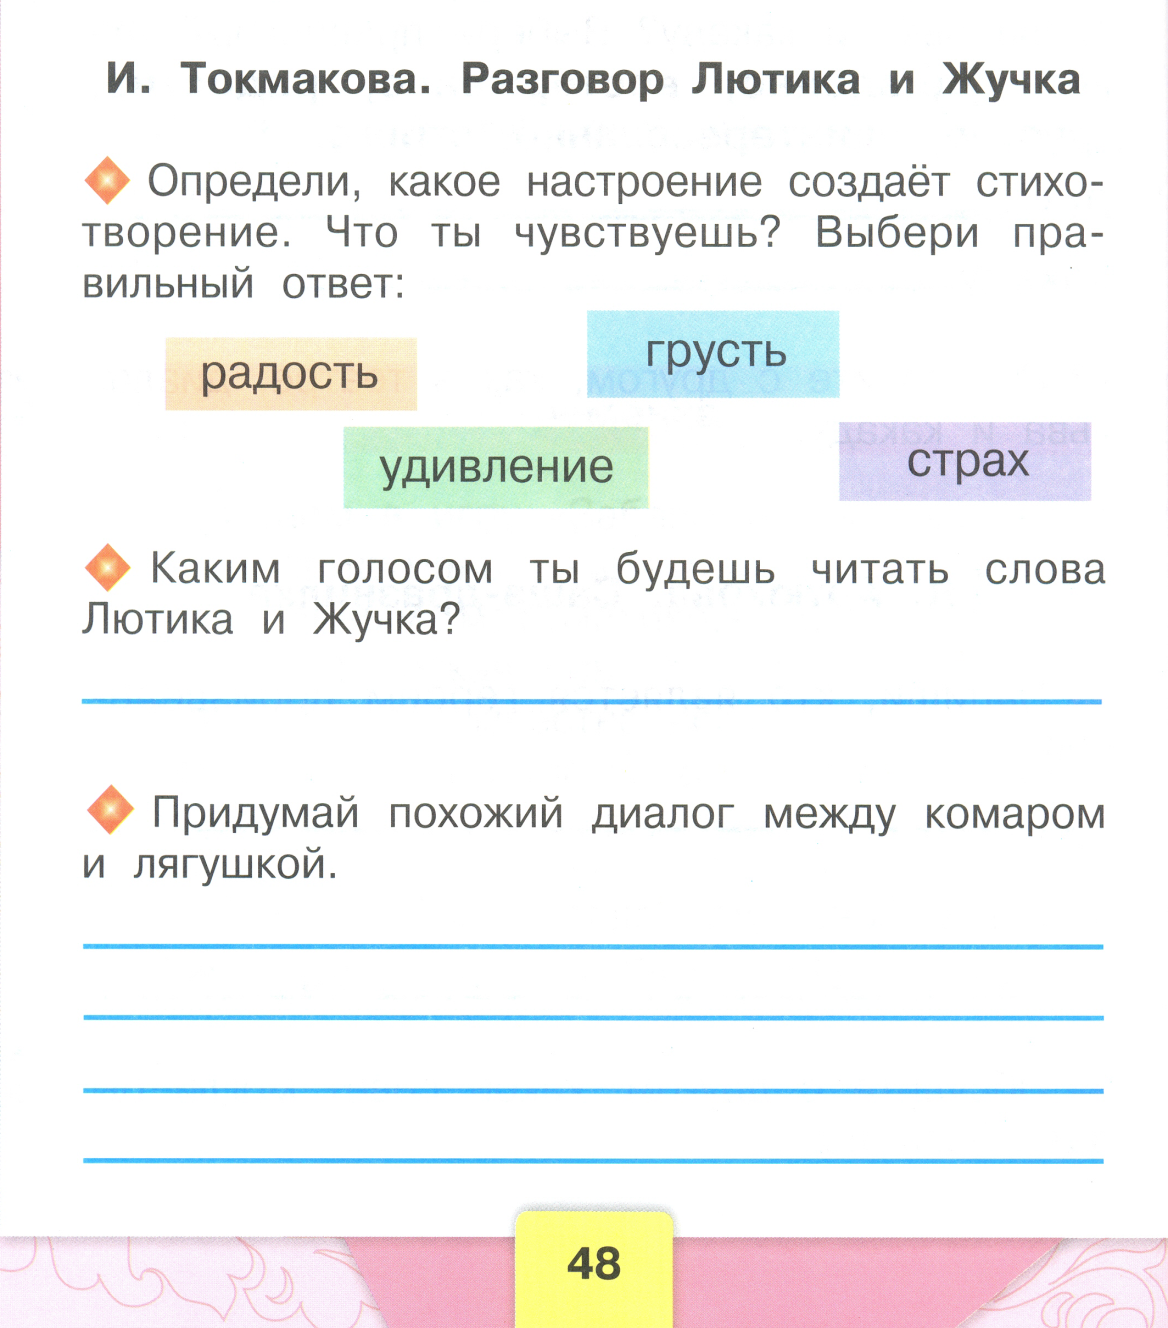 И. Токмакова. Разговор Лютика и Жучка
Определи, какое настроение создаёт стихо-
творение. Что ты чувствуешь? Выбери пра-
вильный ответ:
радость
грусть
удивление
страх
Каким голосом ты будешь читать слова
Лютика и Жучка?
Придумай похожий диалог между комаром
и лягушкой.
48